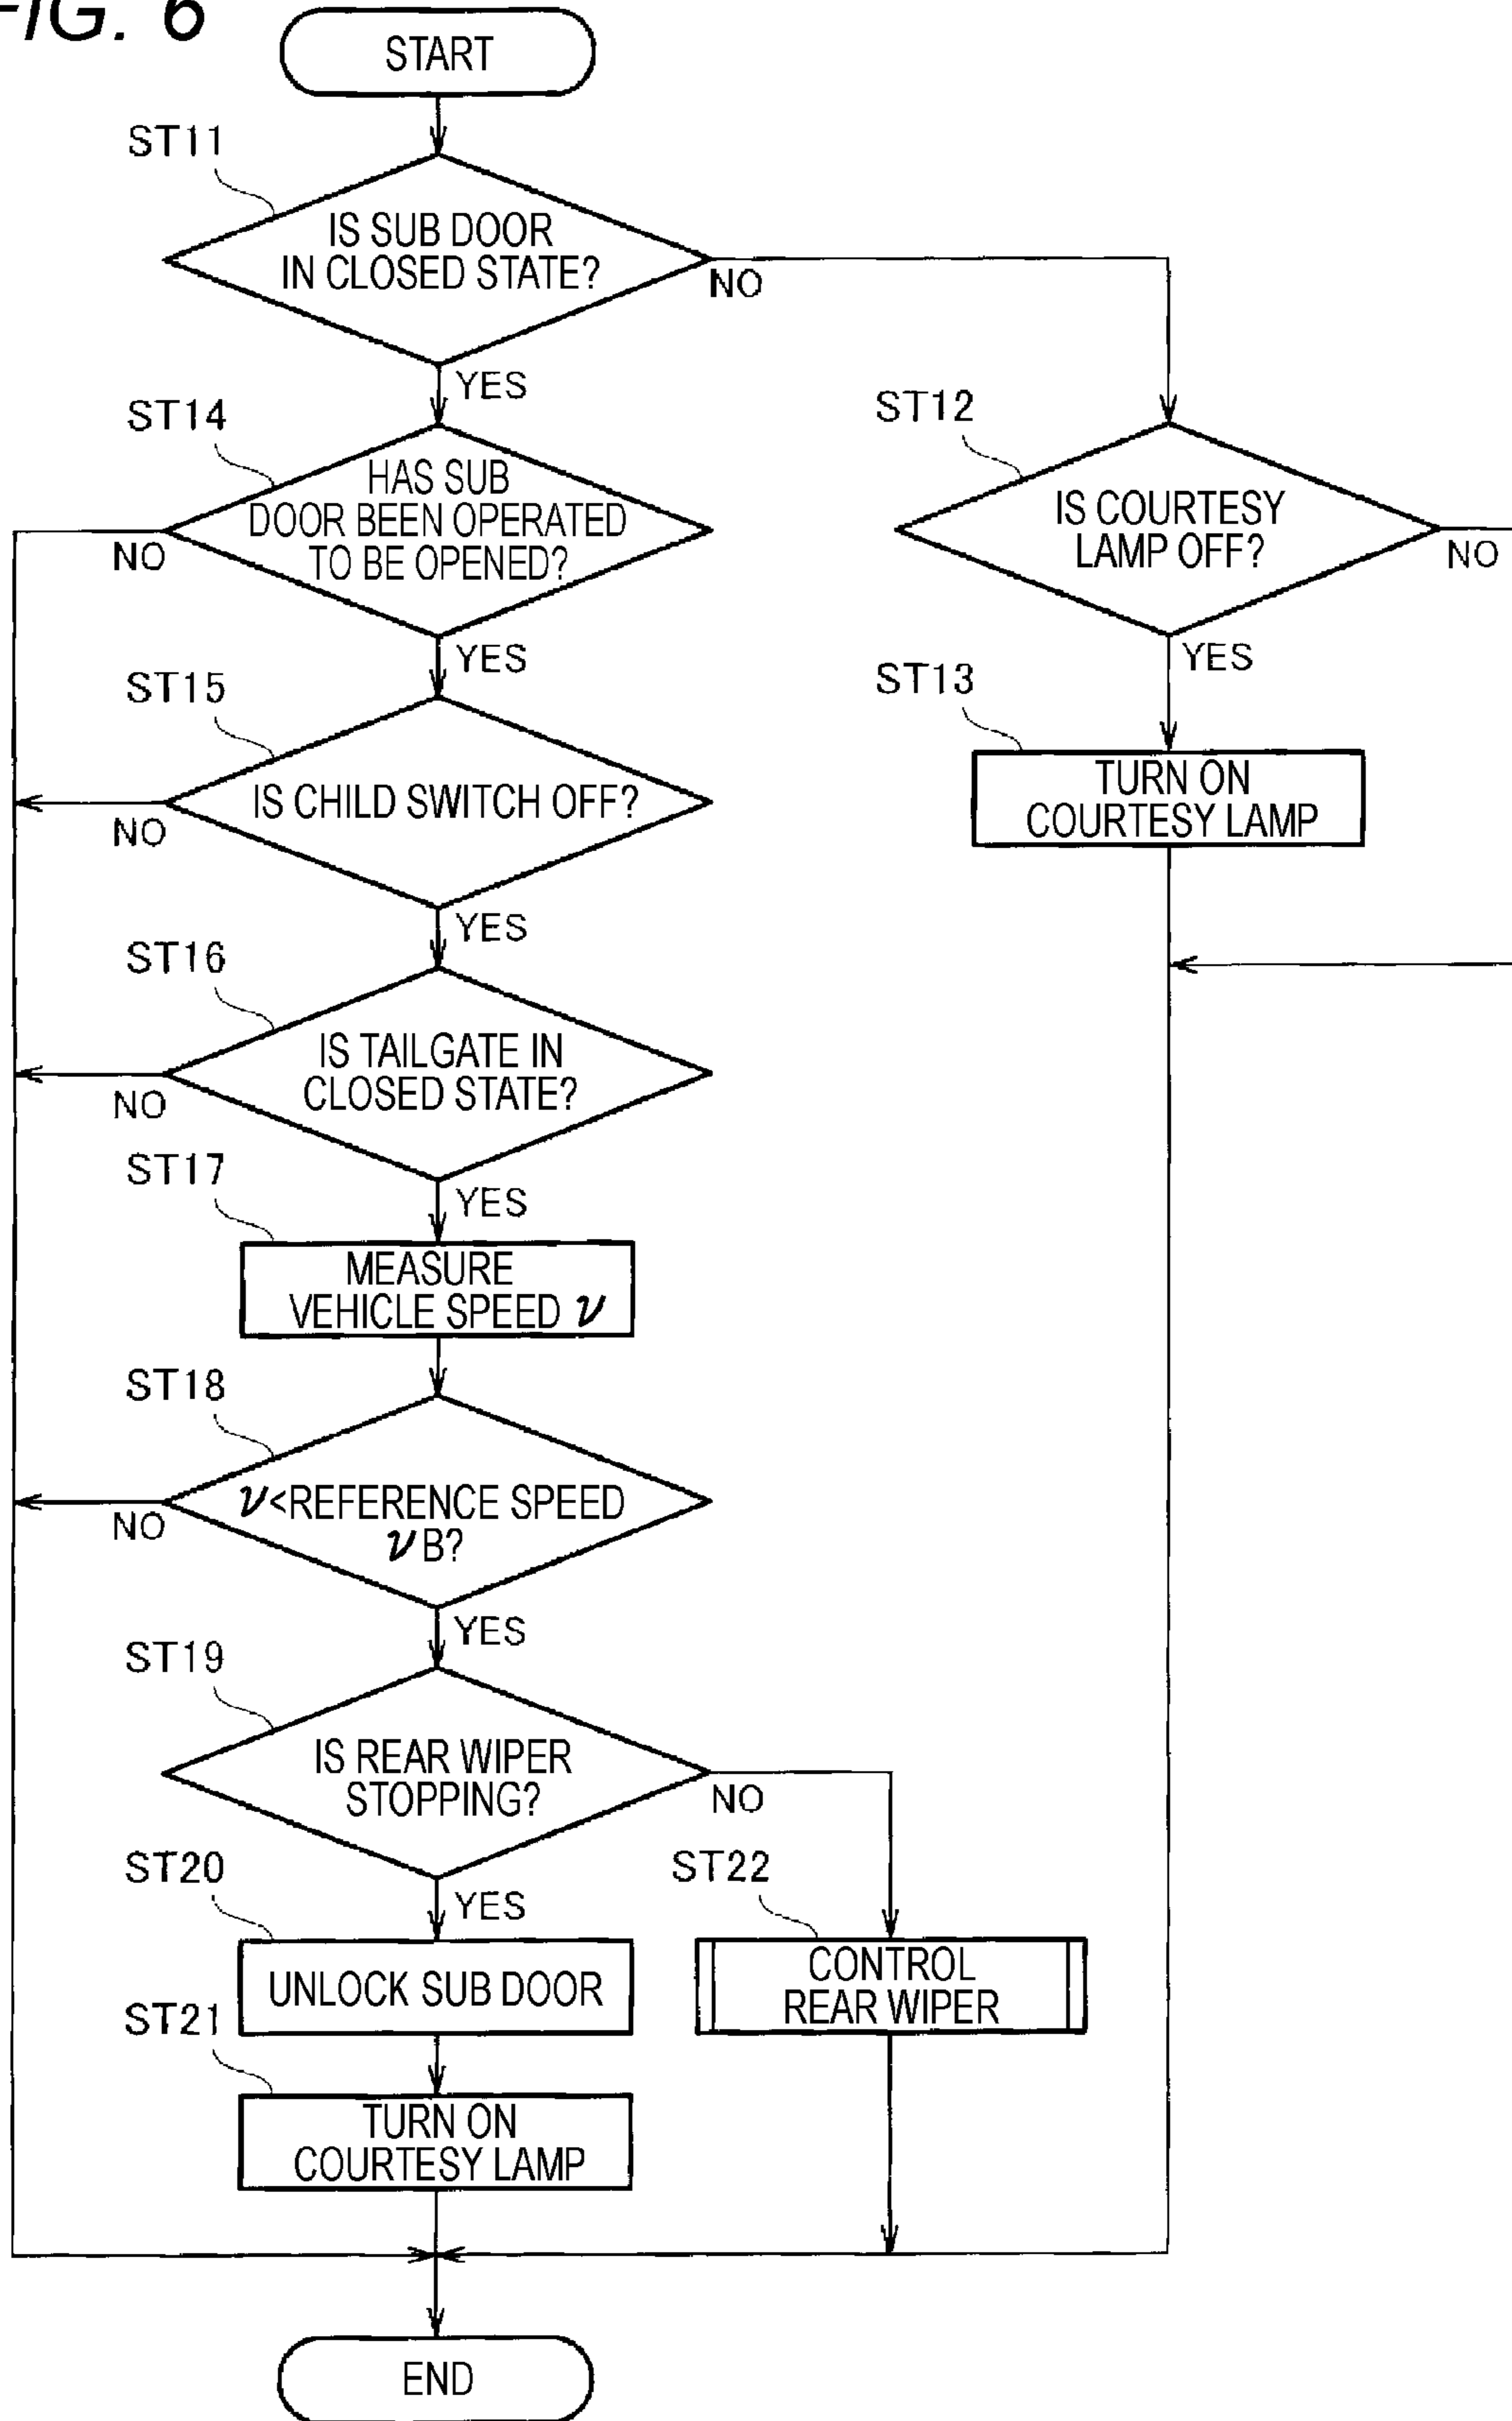 FIG. 6
START
ST11
IS SUB DOOR
IN CLOSED STATE?
NO
YES
ST14
HAS SUB
DOOR BEEN OPERATED
TO BE OPENED?
NO
YES
ST12
IS COURTESY
LAMP OFF?
NO
YES
ST13
TURN ON
COURTESY LAMP
ST15
IS CHILD SWITCH OFF?
NO
YES
ST16
IS TAILGATE IN
CLOSED STATE?
NO
YES
ST17
MEASURE
VEHICLE SPEED ν
ST18
ν<REFERENCE SPEED
νB?
NO
YES
ST19
IS REAR WIPER
STOPPING?
NO
YES
ST20
UNLOCK SUB DOOR
ST22
CONTROL
REAR WIPER
ST21
TURN ON
COURTESY LAMP
END